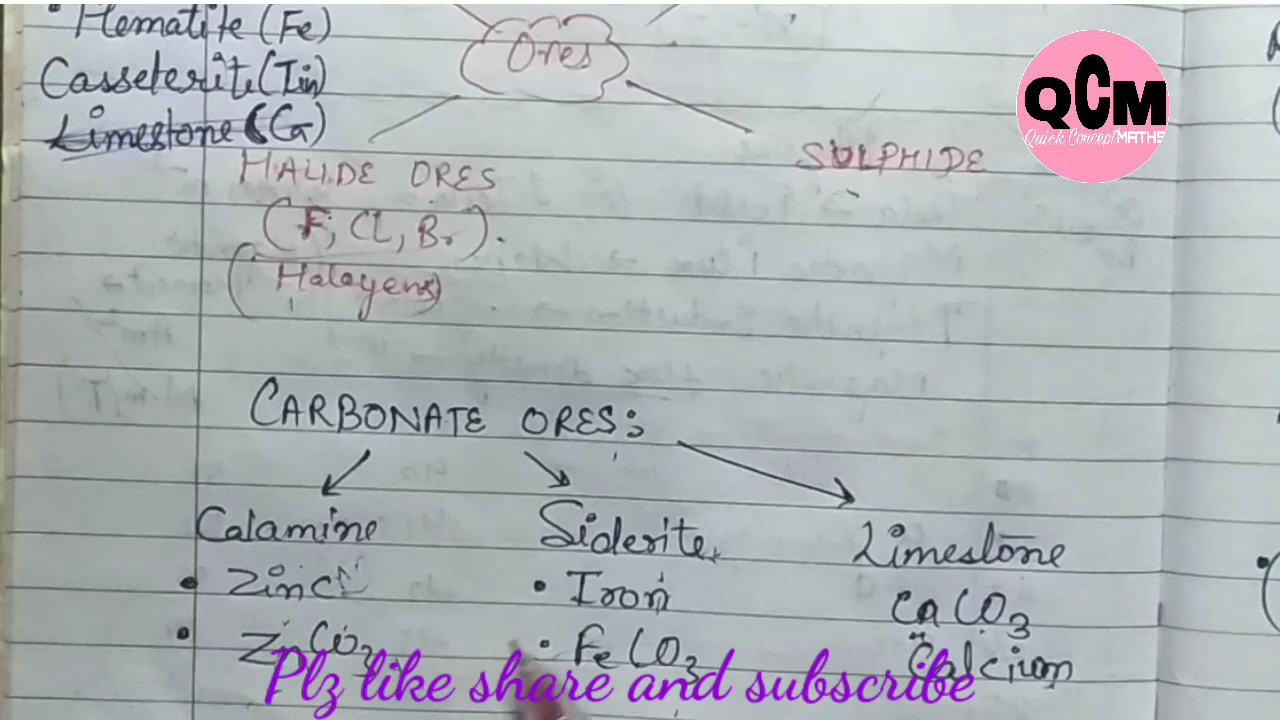 • Hematite (Fe)
Casseterite (Tin)
Limestone (Ca)
Ores
HALIDE ORES
(F, Cl, Br).
(Halogens)
SULPHIDE
QCM
Quick Concept MATHS
CARBONATE ORES:
Calamine
• Zinc
• ZnCO3
Siderite
• Iron
• FeCO3
Limestone
CaCO3
Calcium
Plz like share and subscribe